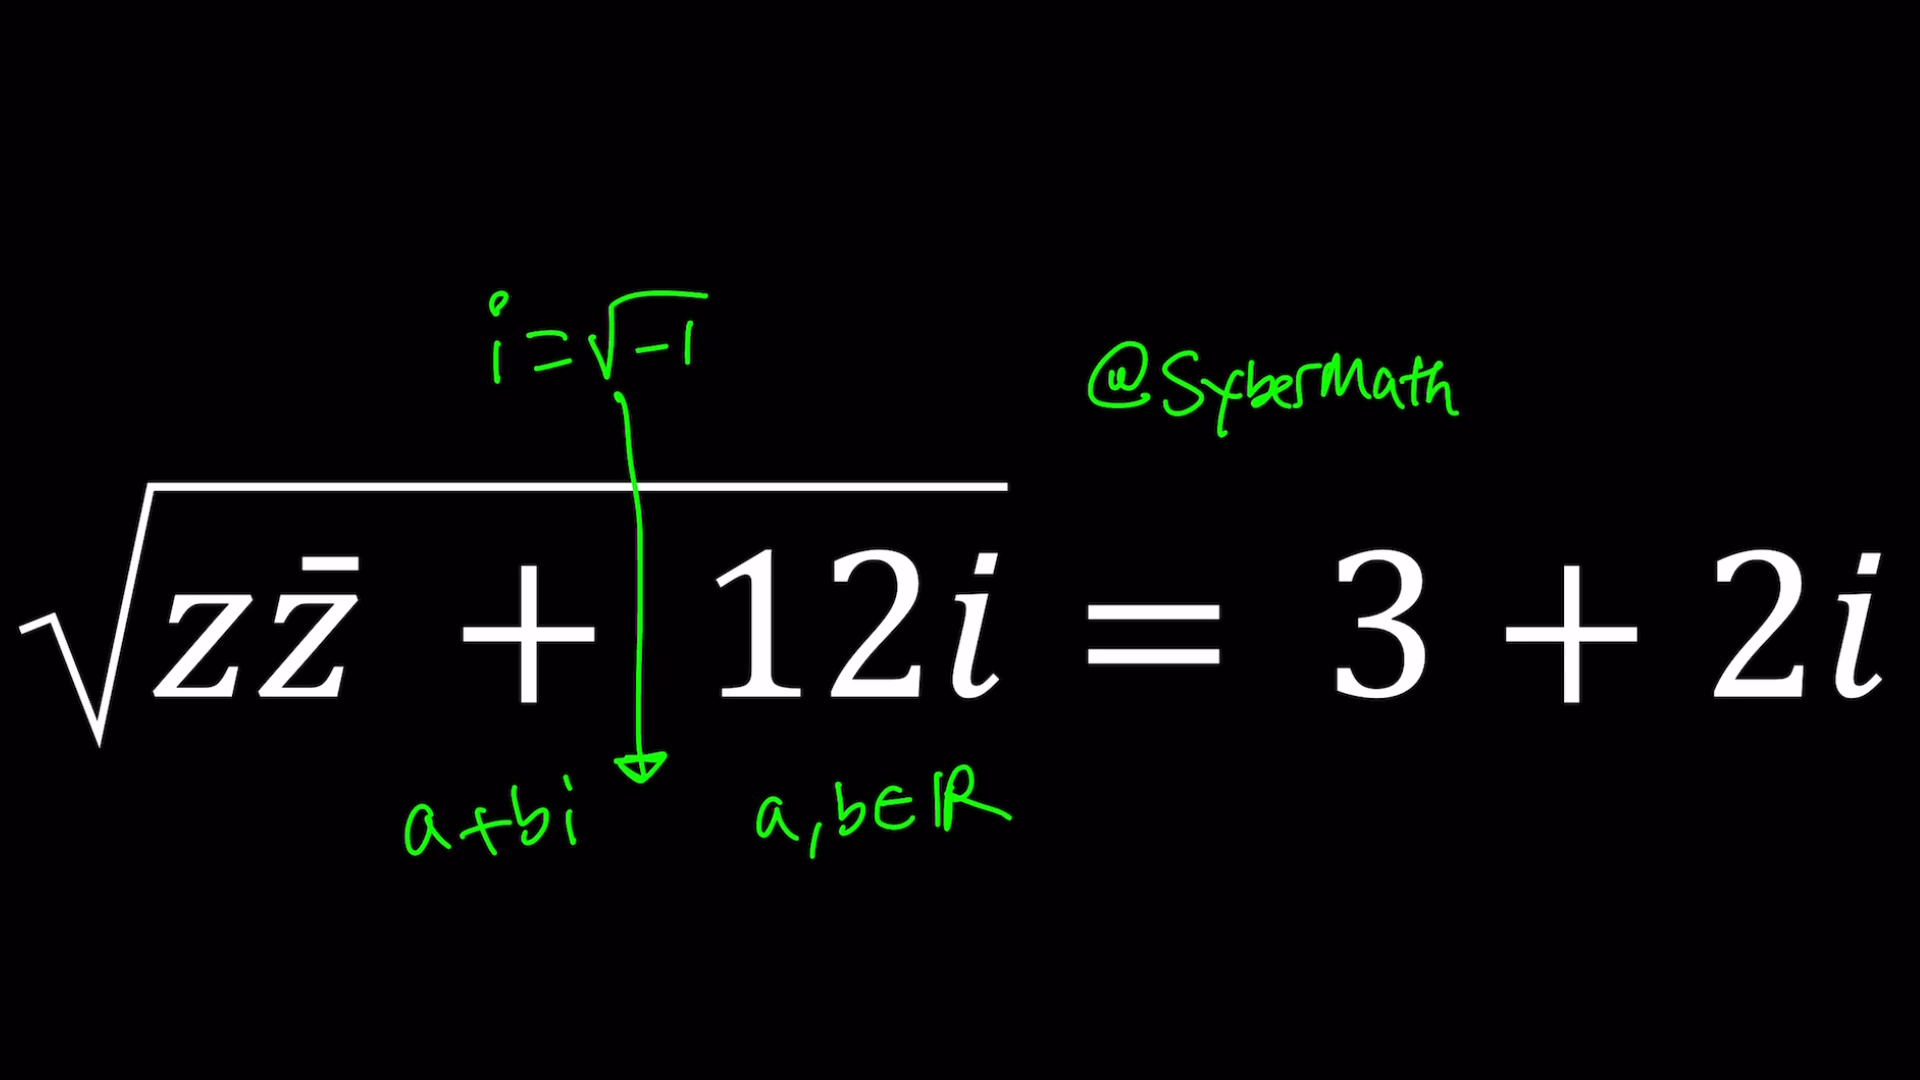 i = √-1
@SyberMath
√(zz̄ + 12i) = 3 + 2i
a+bi
a,b∈ℝ